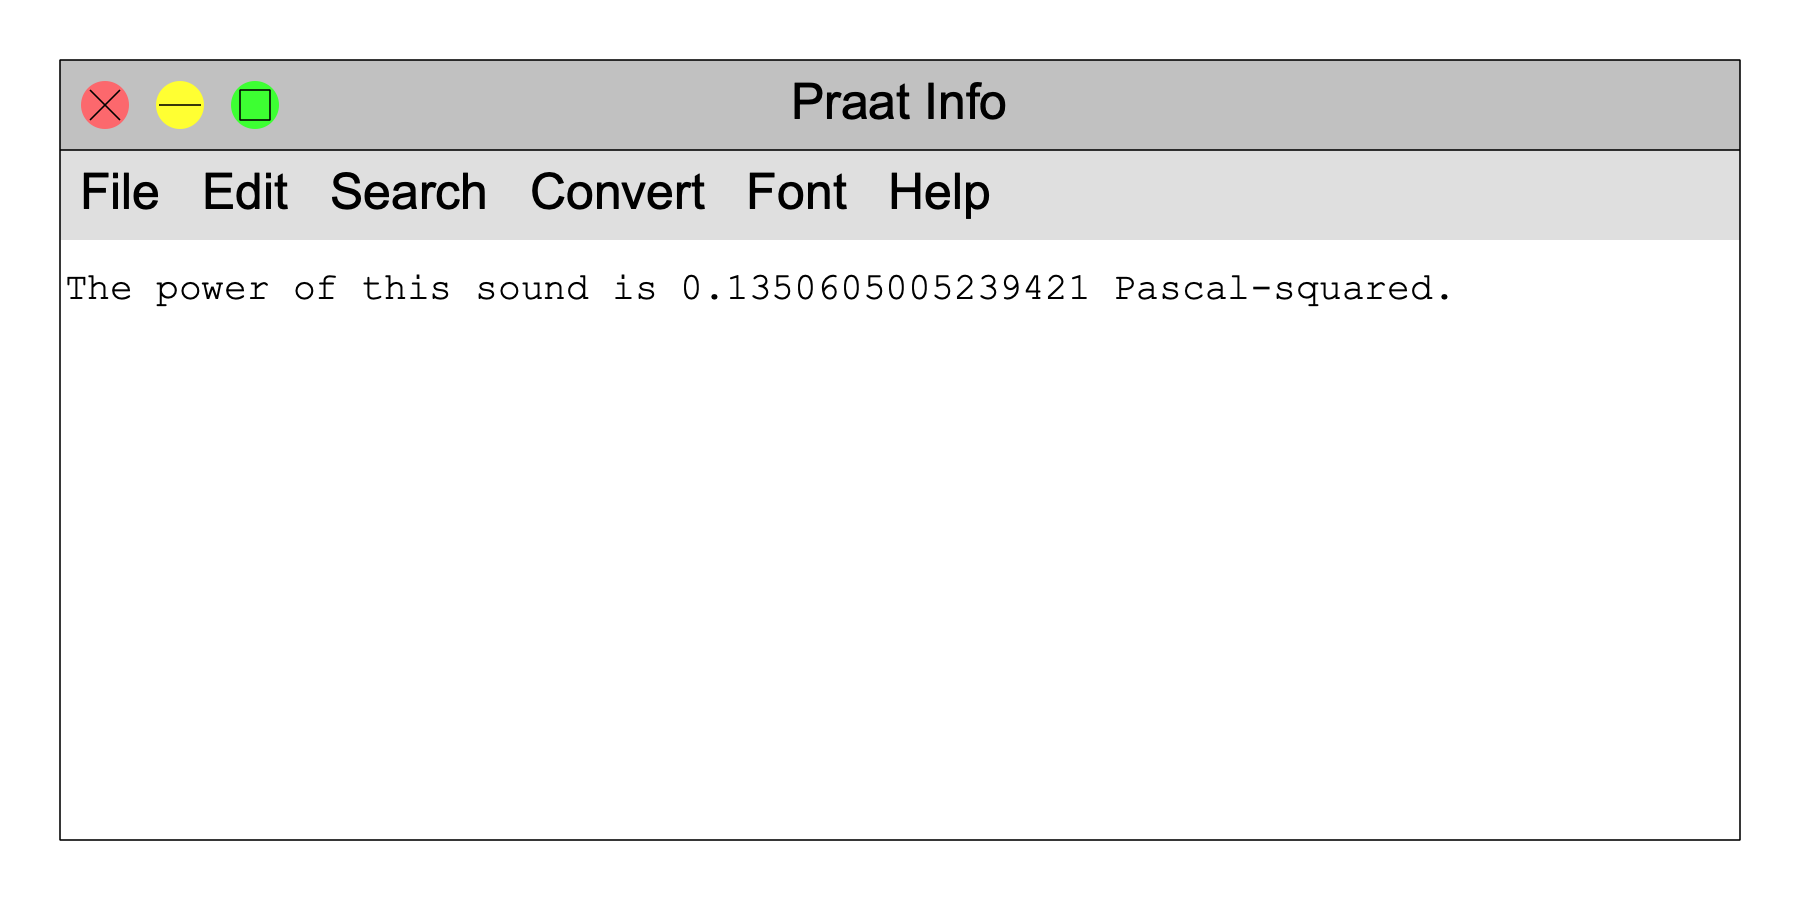 Praat Info
File Edit Search Convert Font Help
The power of this sound is 0.1350605005239421 Pascal-squared.